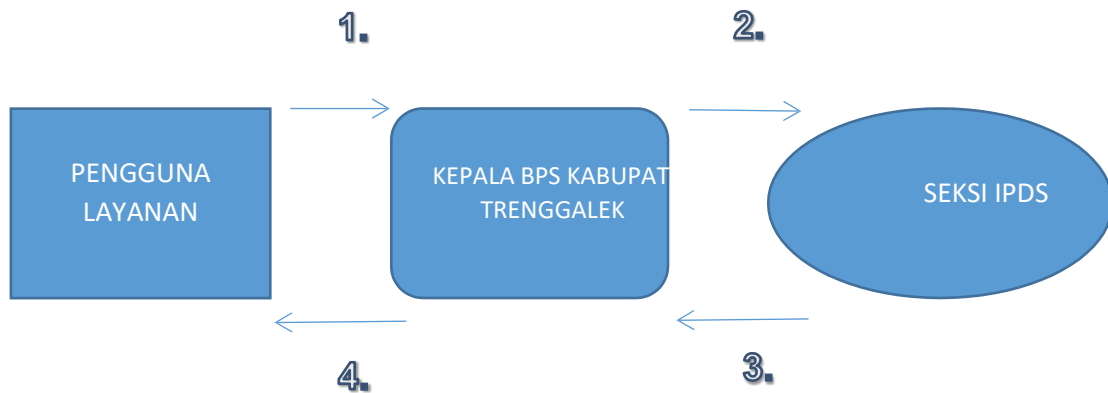 1.
2.
PENGGUNA
LAYANAN
KEPALA BPS KABUPAT
TRENGGALEK
SEKSI IPDS
4.
3.